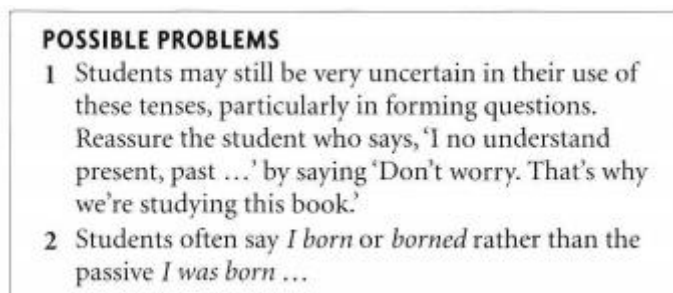 POSSIBLE PROBLEMS
1 Students may still be very uncertain in their use of
these tenses, particularly in forming questions.
Reassure the student who says, ‘I no understand
present, past …’ by saying ‘Don’t worry. That’s why
we’re studying this book.’
2 Students often say I born or borned rather than the
passive I was born …